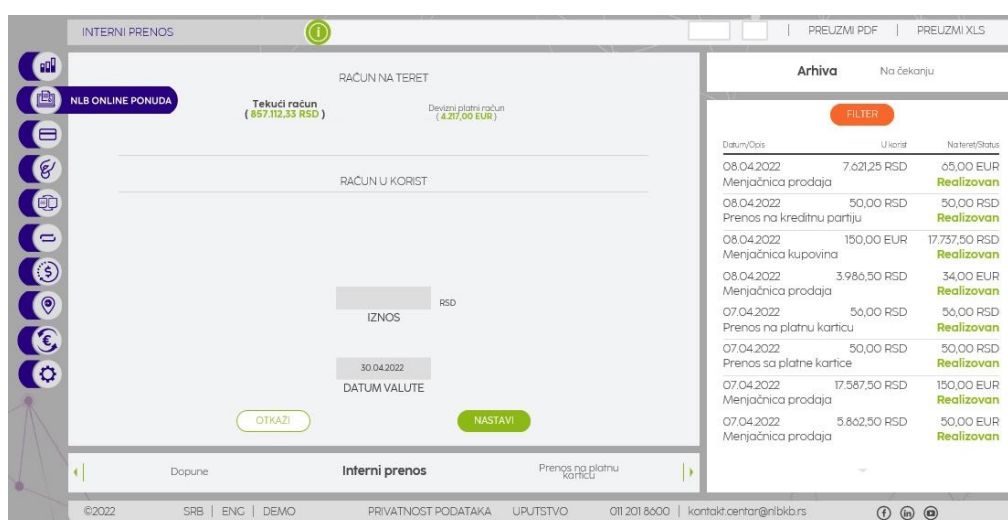 INTERNI PRENOS
i
| PREUZMI PDF | PREUZMI XLS
NLB ONLINE PONUDA
RAČUN NA TERET
Tekući račun
( 857.112,33 RSD )
Devizni platni račun
( 4.217,00 EUR )
RAČUN U KORIST
RSD
IZNOS
30.04.2022
DATUM VALUTE
OTKAŽI
NASTAVI
Dopune
Interni prenos
Prenos na platnu
karticu
Arhiva
Na čekanju
FILTER
Datum/Opis U korist Na teret/Status
08.04.2022 7.621,25 RSD 65,00 EUR
Menjačnica prodaja Realizovan
08.04.2022 50,00 RSD 50,00 RSD
Prenos na kreditnu partiju Realizovan
08.04.2022 150,00 EUR 17.737,50 RSD
Menjačnica kupovina Realizovan
08.04.2022 3.986,50 RSD 34,00 EUR
Menjačnica prodaja Realizovan
07.04.2022 56,00 RSD 56,00 RSD
Prenos na platnu karticu Realizovan
07.04.2022 50,00 RSD 50,00 RSD
Prenos sa platne kartice Realizovan
07.04.2022 17.587,50 RSD 150,00 EUR
Menjačnica prodaja Realizovan
07.04.2022 5.862,50 RSD 50,00 EUR
Menjačnica prodaja Realizovan
©2022 SRB | ENG | DEMO PRIVATNOST PODATAKA UPUTSTVO 011 201 8600 | kontakt.centar@nlbkb.rs